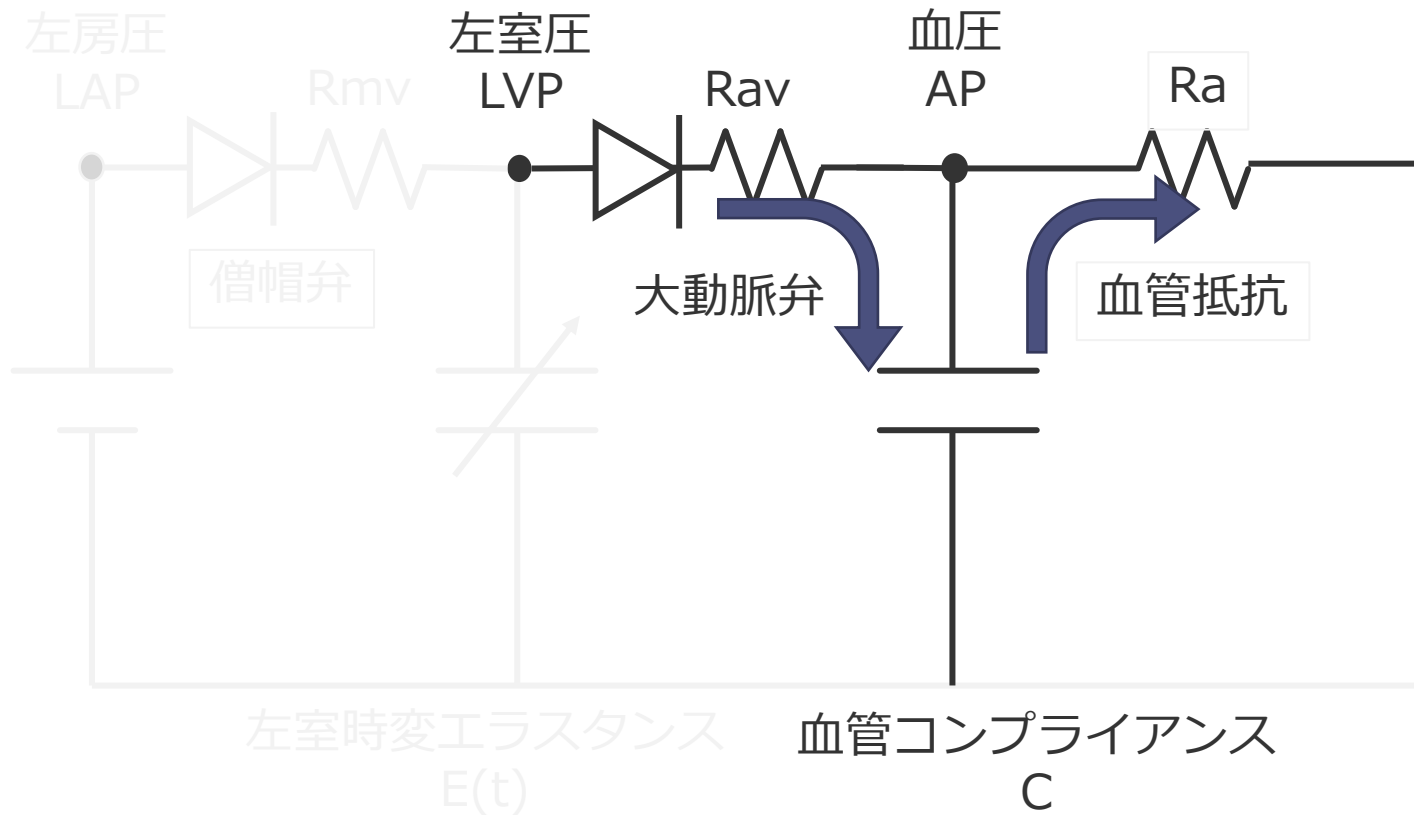 左房圧
LAP
Rmv
左室圧
LVP
Rav
血圧
AP
Ra
僧帽弁
大動脈弁
血管抵抗
左室時変エラスタンス
E(t)
血管コンプライアンス
C